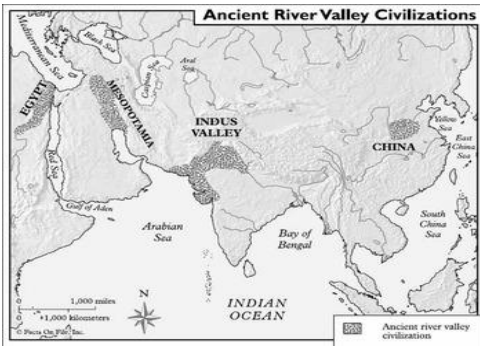 Ancient River Valley Civilizations
Mediterranean Sea
Black Sea
Caspian Sea
Aral
Sea
EGYPT
MESOPOTAMIA
INDUS
VALLEY
CHINA
Yellow
Sea
East
China
Sea
Red Sea
Gulf of Aden
Arabian
Sea
Bay of
Bengal
South
China
Sea
INDIAN
OCEAN
N
0
1,000 miles
0
1,000 kilometers
© Facts On File, Inc.
Ancient river valley
civilization